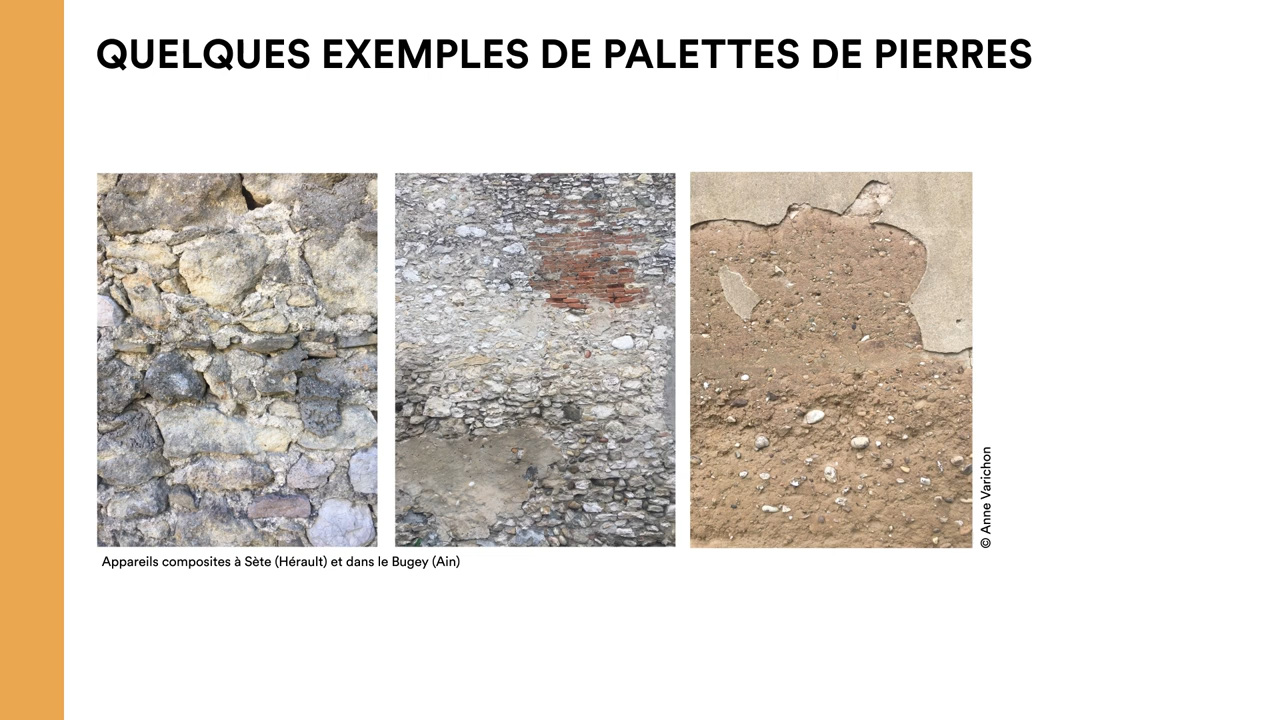 QUELQUES EXEMPLES DE PALETTES DE PIERRES
© Anne Varichon
Appareils composites à Sète (Hérault) et dans le Bugey (Ain)